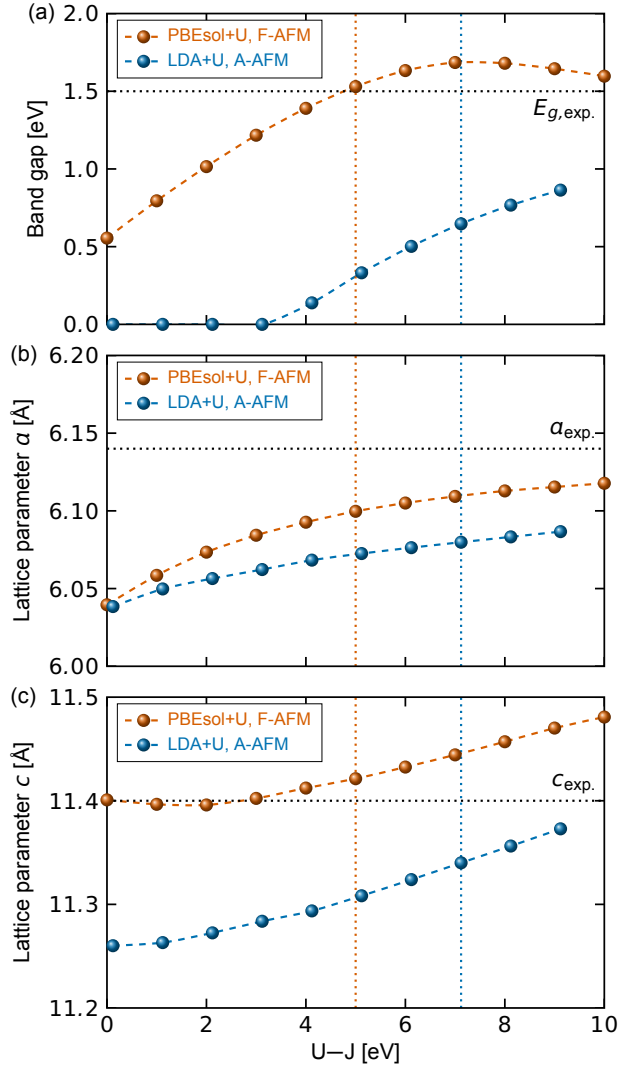 (a)
2.0
1.5
1.0
0.5
0.0
Band gap [eV]
PBEsol+U, F-AFM
LDA+U, A-AFM
E_g,exp.
(b)
6.20
6.15
6.10
6.05
6.00
Lattice parameter a [Å]
PBEsol+U, F-AFM
LDA+U, A-AFM
a_exp.
(c)
11.5
11.4
11.3
11.2
Lattice parameter c [Å]
PBEsol+U, F-AFM
LDA+U, A-AFM
c_exp.
0 2 4 6 8 10
U−J [eV]